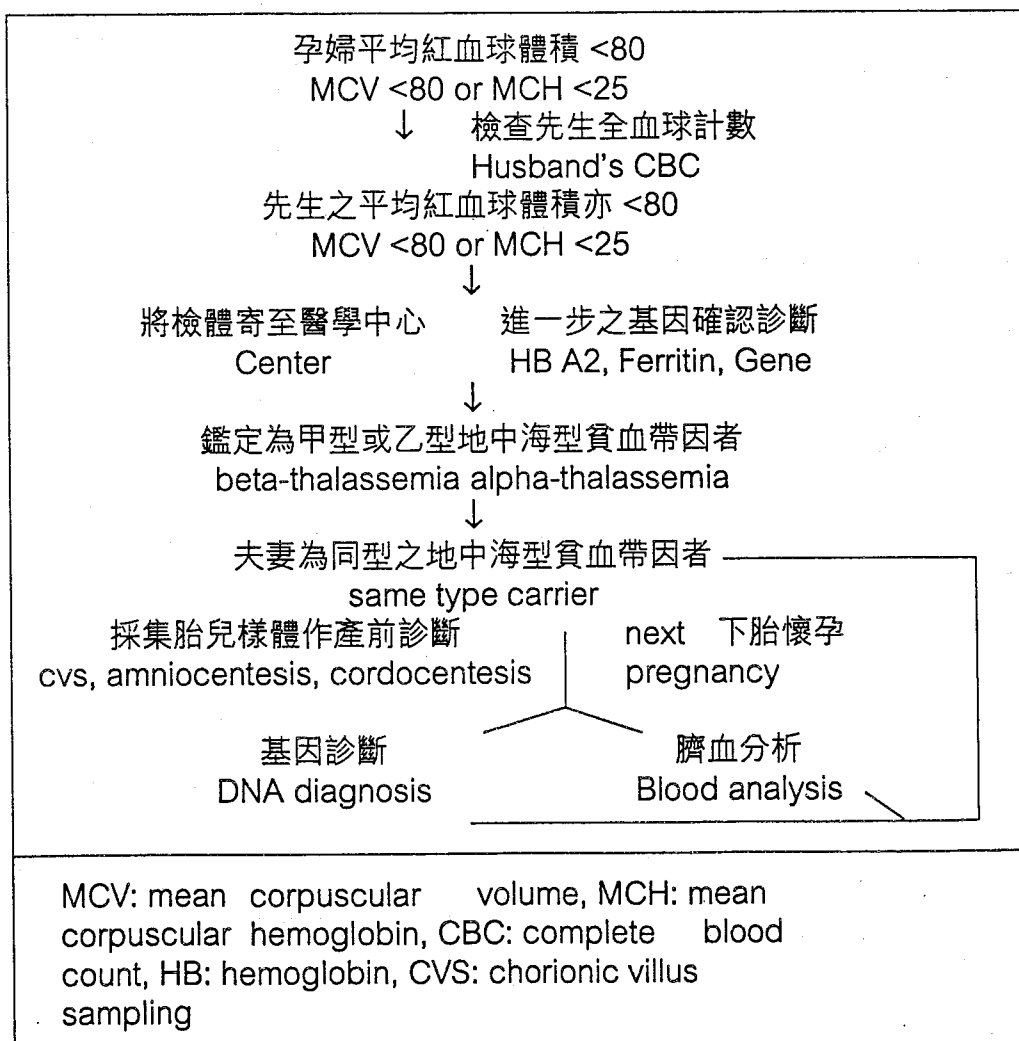 孕婦平均紅血球體積 <80
MCV <80 or MCH <25
↓ 檢查先生全血球計數
Husband's CBC
先生之平均紅血球體積亦 <80
MCV <80 or MCH <25
↓
將檢體寄至醫學中心 進一步之基因確認診斷
Center HB A2, Ferritin, Gene
↓
鑑定為甲型或乙型地中海型貧血帶因者
beta-thalassemia alpha-thalassemia
↓
夫妻為同型之地中海型貧血帶因者
same type carrier
採集胎兒樣體作產前診斷 next 下胎懷孕
cvs, amniocentesis, cordocentesis pregnancy
基因診斷 臍血分析
DNA diagnosis Blood analysis
MCV: mean corpuscular volume, MCH: mean
corpuscular hemoglobin, CBC: complete blood
count, HB: hemoglobin, CVS: chorionic villus
sampling